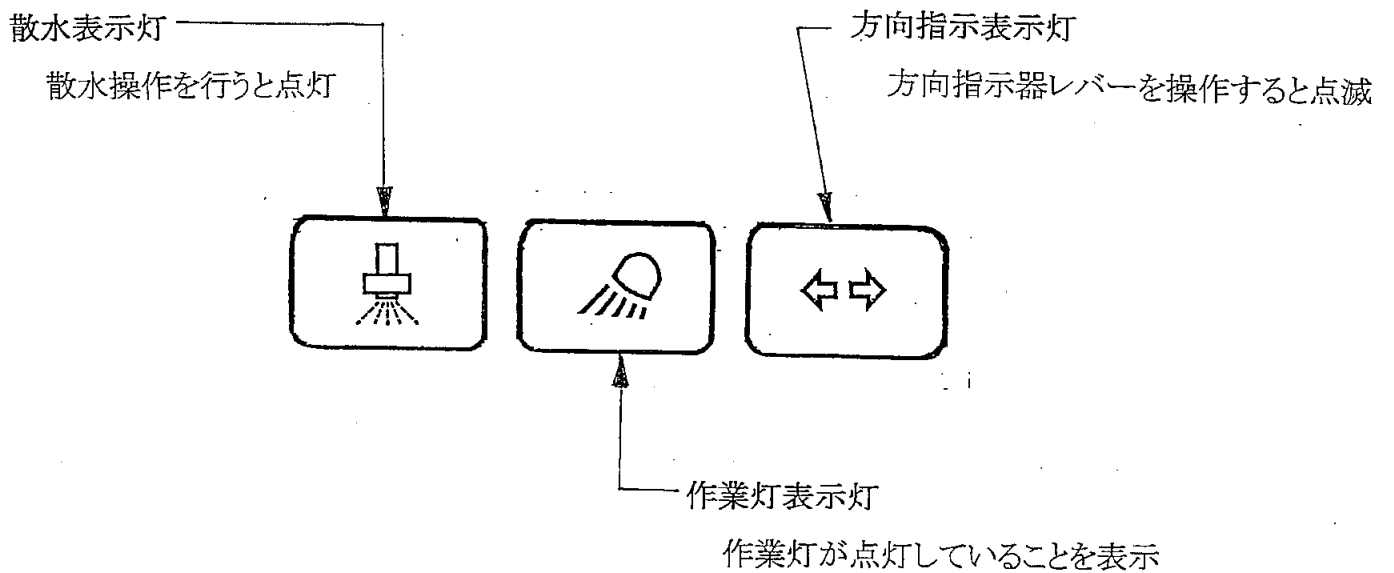 散水表示灯
散水操作を行うと点灯
方向指示表示灯
方向指示器レバーを操作すると点滅
作業灯表示灯
作業灯が点灯していることを表示